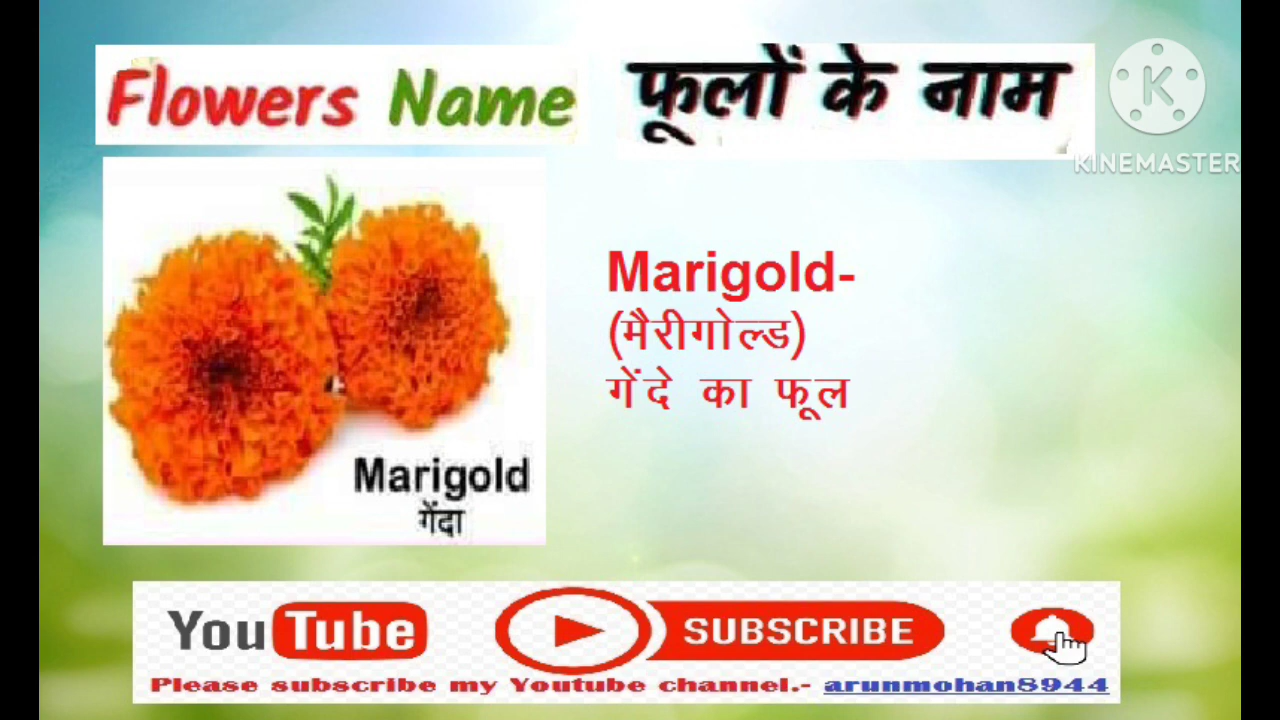 Flowers Name फूलों के नाम
KINEMASTER
Marigold-
(मैरीगोल्ड)
गेंदे का फूल
Marigold
गेंदा
YouTube SUBSCRIBE
Please subscribe my Youtube channel.- arunmohan8944